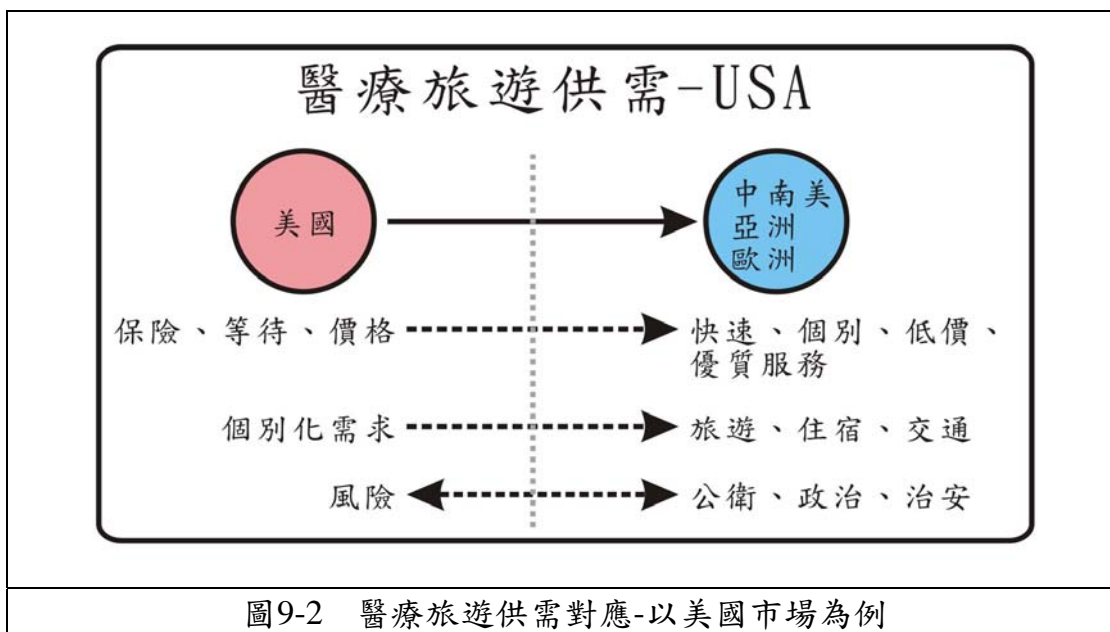 醫療旅遊供需-USA
美國
中南美
亞洲
歐洲
保險、等待、價格
快速、個別、低價、
優質服務
個別化需求
旅遊、住宿、交通
風險
公衛、政治、治安
圖9-2 醫療旅遊供需對應-以美國市場為例